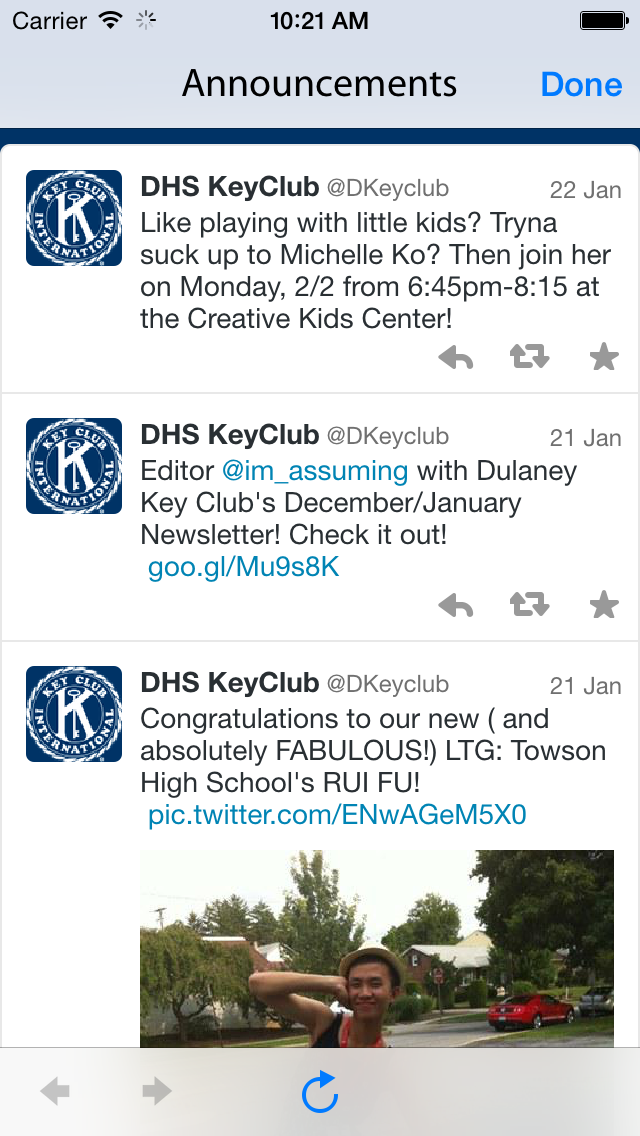 Carrier 10:21 AM
Announcements Done
KEY CLUB INTERNATIONAL
DHS KeyClub @DKeyclub 22 Jan
Like playing with little kids? Tryna
suck up to Michelle Ko? Then join her
on Monday, 2/2 from 6:45pm-8:15 at
the Creative Kids Center!
KEY CLUB INTERNATIONAL
DHS KeyClub @DKeyclub 21 Jan
Editor @im_assuming with Dulaney
Key Club's December/January
Newsletter! Check it out!
goo.gl/Mu9s8K
KEY CLUB INTERNATIONAL
DHS KeyClub @DKeyclub 21 Jan
Congratulations to our new ( and
absolutely FABULOUS!) LTG: Towson
High School's RUI FU!
pic.twitter.com/ENwAGeM5X0